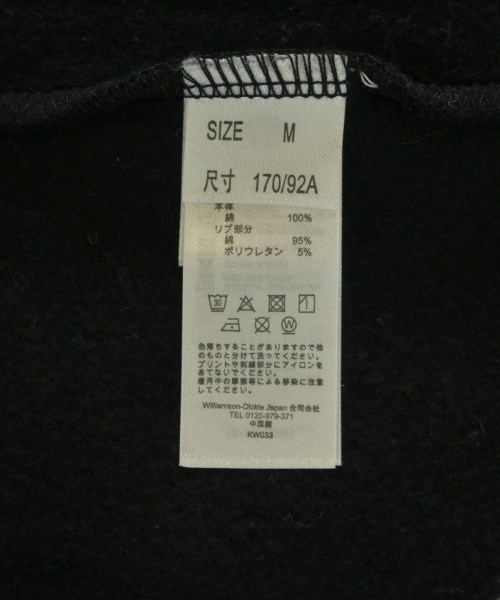 SIZE M
尺寸 170/92A
本体
綿 100%
リブ部分
綿 95%
ポリウレタン 5%
30
色落ちすることがありますので他
のものと分けて洗ってください。
プリントや刺繍部分にアイロンを
あてないでください。
着用中の摩擦等による移染に注意
してください。
Williamson-Dickie Japan 合同会社
TEL 0120-979-371
中国製
KW033